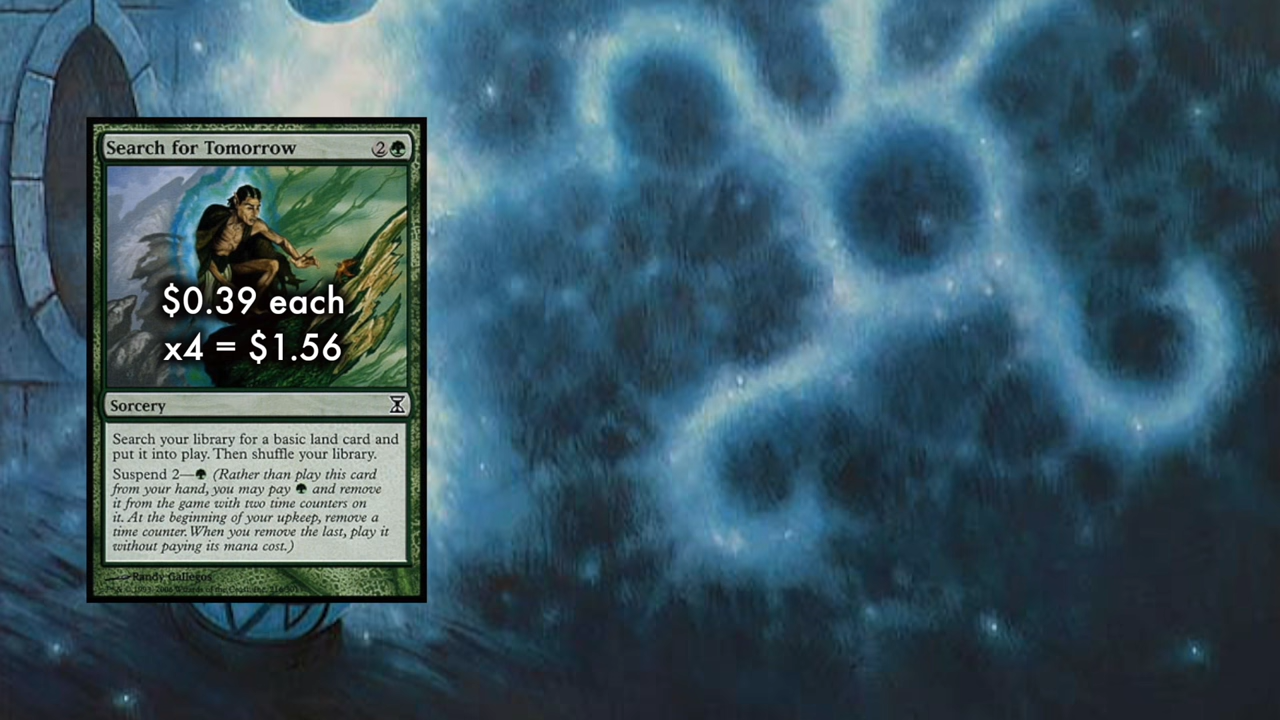 Search for Tomorrow 2
$0.39 each
x4 = $1.56
Sorcery
Search your library for a basic land card and
put it into play. Then shuffle your library.
Suspend 2— (Rather than play this card
from your hand, you may pay and remove
it from the game with two time counters on
it. At the beginning of your upkeep, remove a
time counter. When you remove the last, play it
without paying its mana cost.)
Randy Gallegos